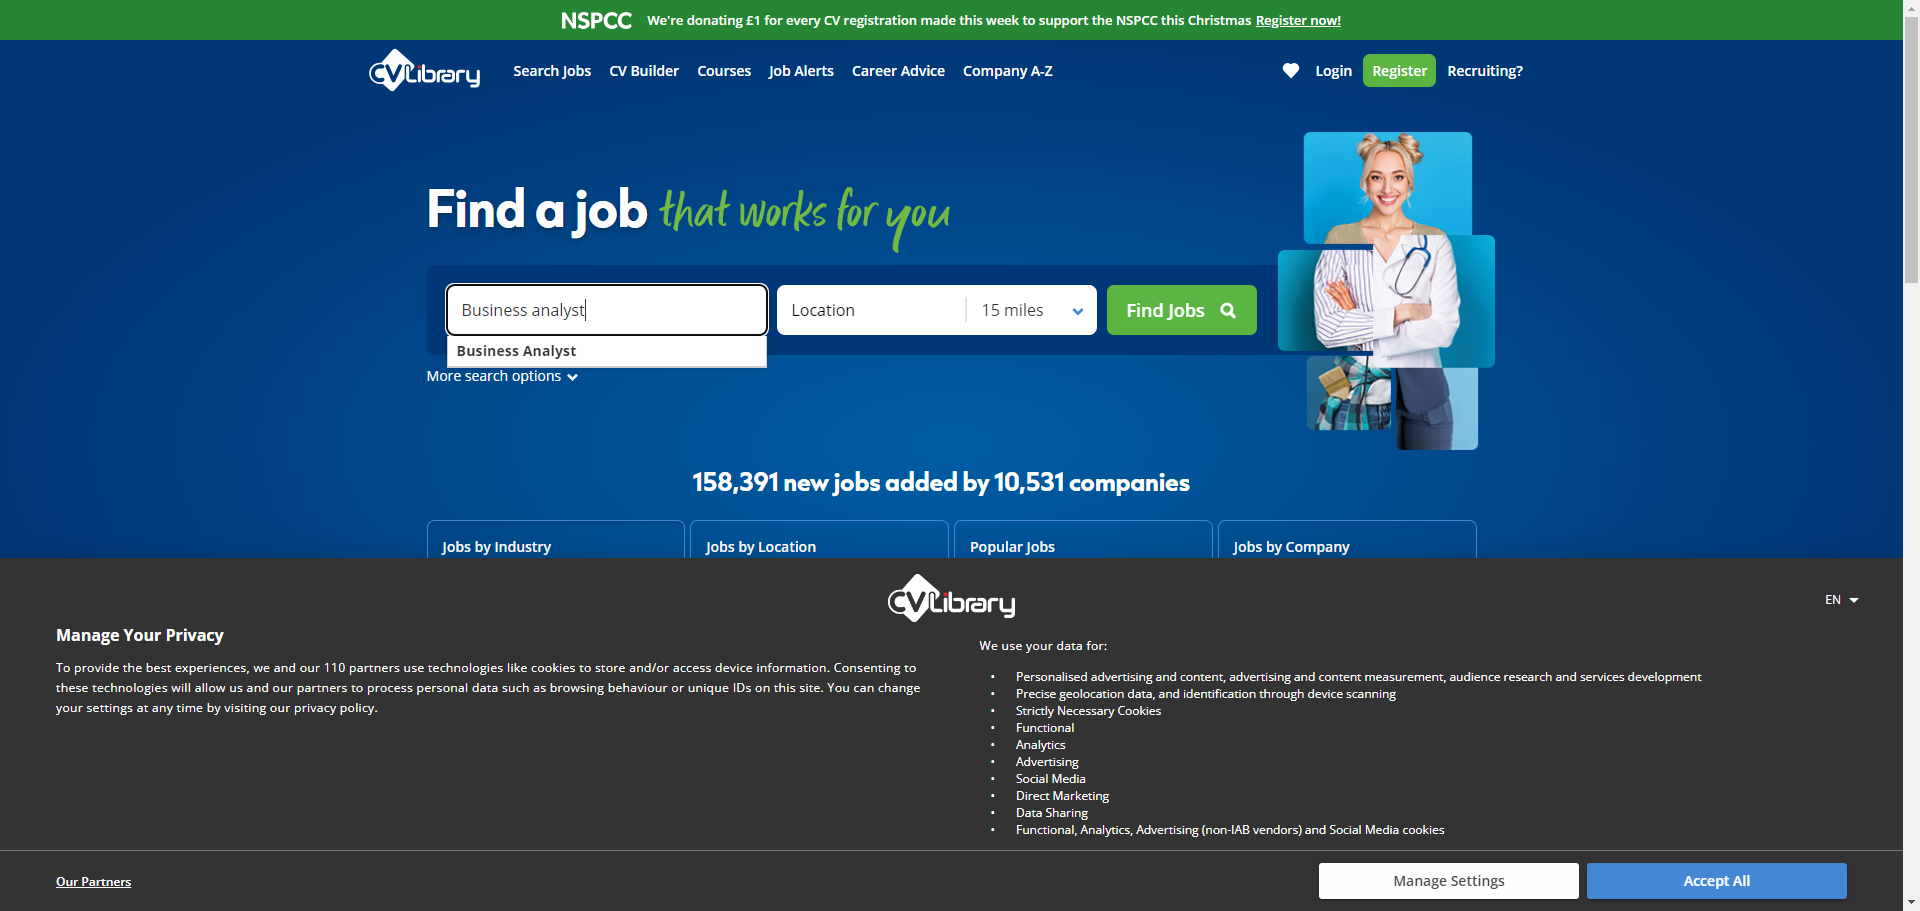 NSPCC We're donating £1 for every CV registration made this week to support the NSPCC this Christmas Register now!
CVLibrary Search Jobs CV Builder Courses Job Alerts Career Advice Company A-Z Login Register Recruiting?
Find a job that works for you
Business analyst Location 15 miles Find Jobs
Business Analyst
More search options
158,391 new jobs added by 10,531 companies
Jobs by Industry Jobs by Location Popular Jobs Jobs by Company
CVLibrary
EN
Manage Your Privacy
To provide the best experiences, we and our 110 partners use technologies like cookies to store and/or access device information. Consenting to
these technologies will allow us and our partners to process personal data such as browsing behaviour or unique IDs on this site. You can change
your settings at any time by visiting our privacy policy.
We use your data for:
• Personalised advertising and content, advertising and content measurement, audience research and services development
• Precise geolocation data, and identification through device scanning
• Strictly Necessary Cookies
• Functional
• Analytics
• Advertising
• Social Media
• Direct Marketing
• Data Sharing
• Functional, Analytics, Advertising (non-IAB vendors) and Social Media cookies
Our Partners Manage Settings Accept All